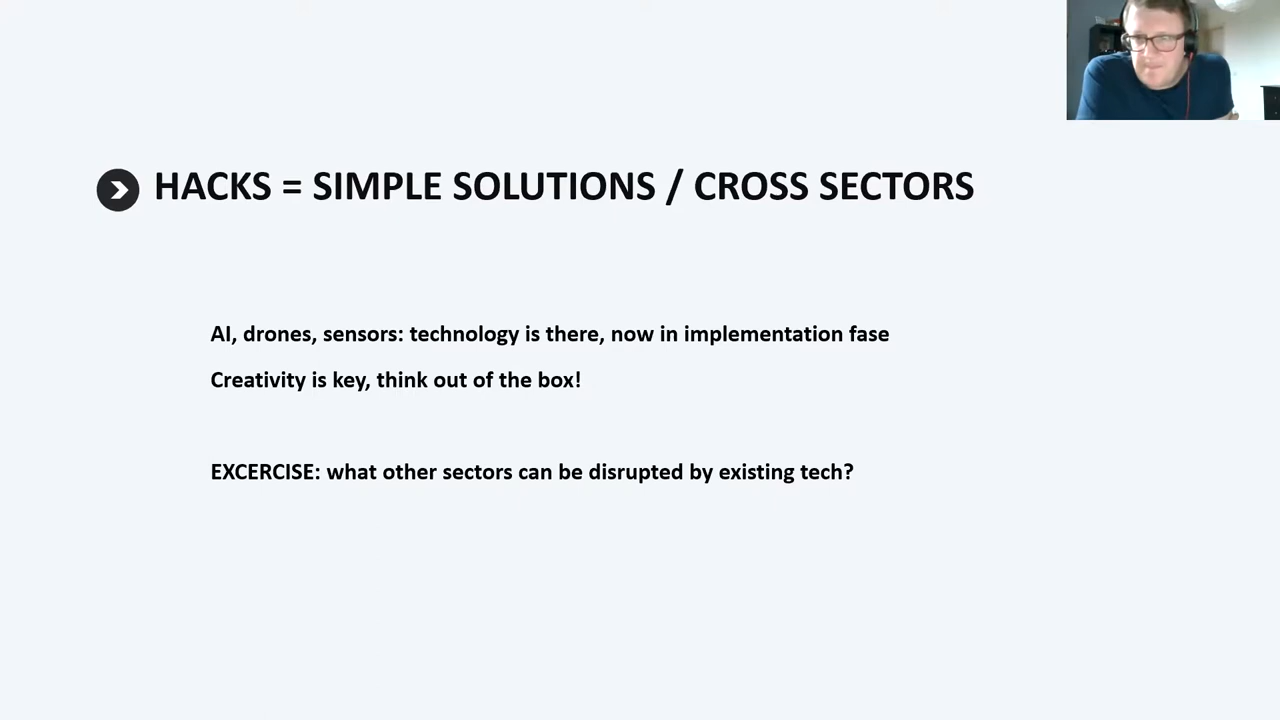 HACKS = SIMPLE SOLUTIONS / CROSS SECTORS
AI, drones, sensors: technology is there, now in implementation fase
Creativity is key, think out of the box!
EXCERCISE: what other sectors can be disrupted by existing tech?